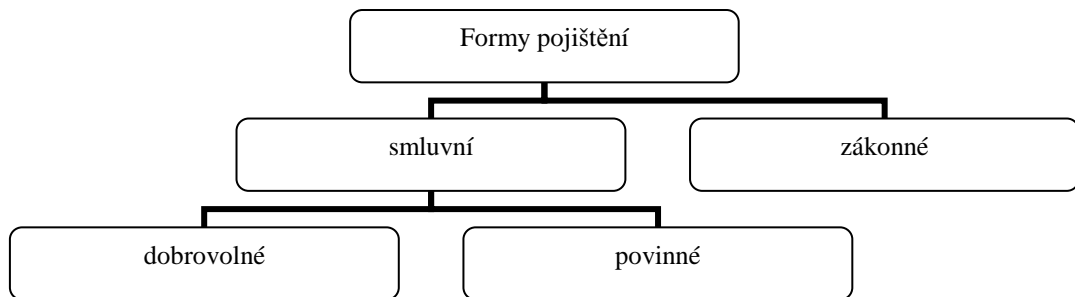 Formy pojištění
smluvní
zákonné
dobrovolné
povinné